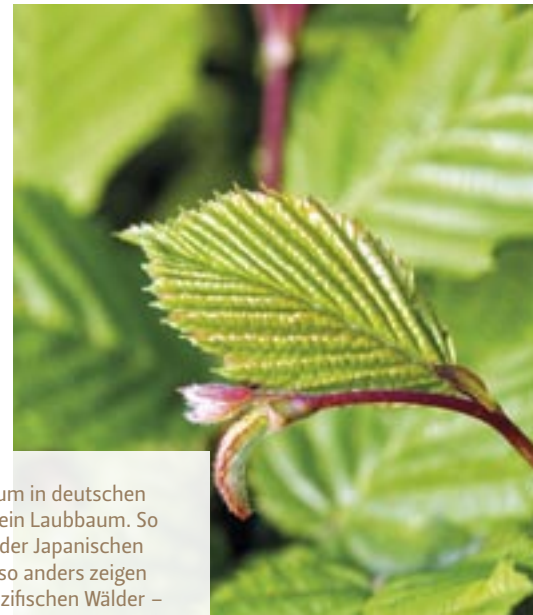 um in deutschen
ein Laubbaum. So
der Japanischen
so anders zeigen
zifischen Wälder –